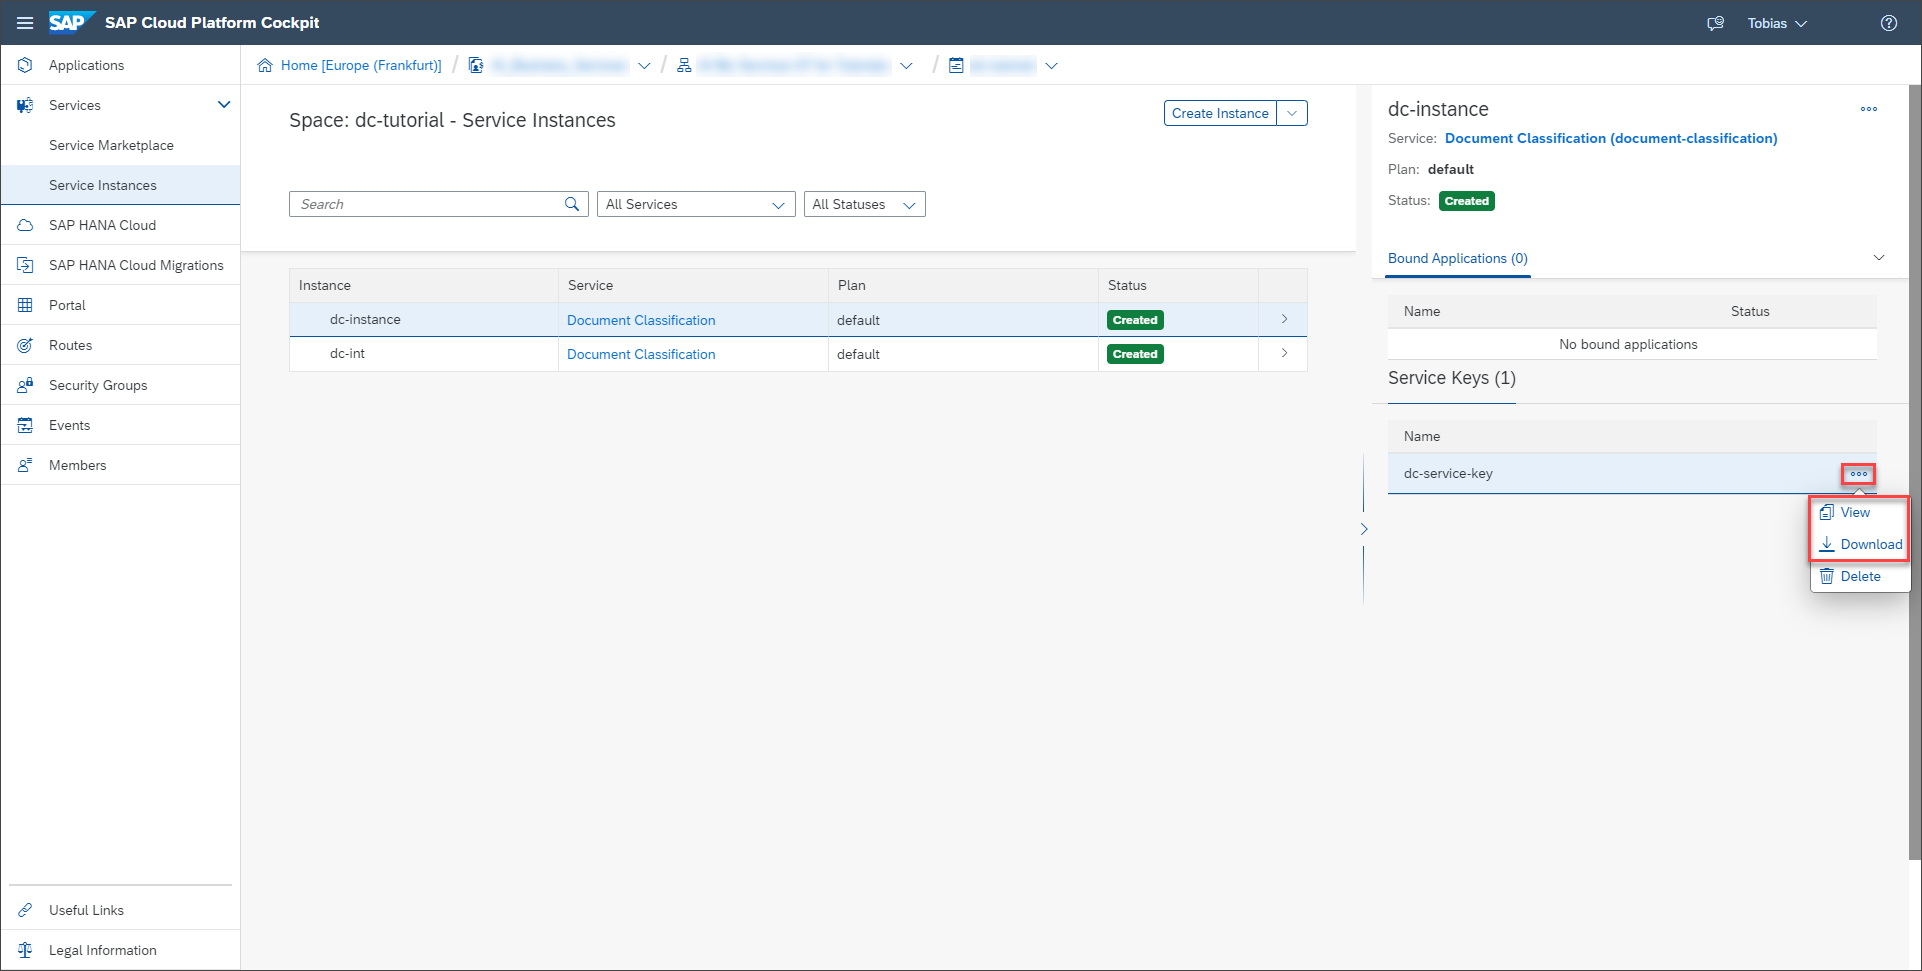 SAP SAP Cloud Platform Cockpit
Tobias
Applications
Services
Service Marketplace
Service Instances
SAP HANA Cloud
SAP HANA Cloud Migrations
Portal
Routes
Security Groups
Events
Members
Useful Links
Legal Information
Home [Europe (Frankfurt)] / / /
Space: dc-tutorial - Service Instances
Create Instance
Search
All Services
All Statuses
Instance Service Plan Status
dc-instance Document Classification default Created
dc-int Document Classification default Created
dc-instance
Service: Document Classification (document-classification)
Plan: default
Status: Created
Bound Applications (0)
Name Status
No bound applications
Service Keys (1)
Name
dc-service-key
View
Download
Delete